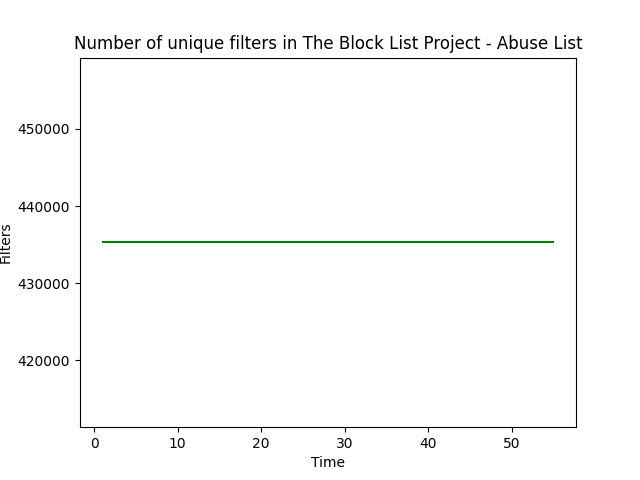 Number of unique filters in The Block List Project - Abuse List
450000
440000
430000
420000
Filters
0 10 20 30 40 50
Time